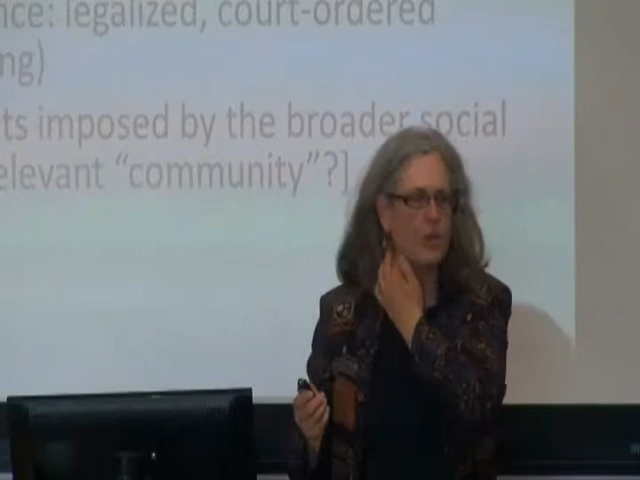 nce: legalized, court-ordered
ng)
ts imposed by the broader social
elevant “community”?]